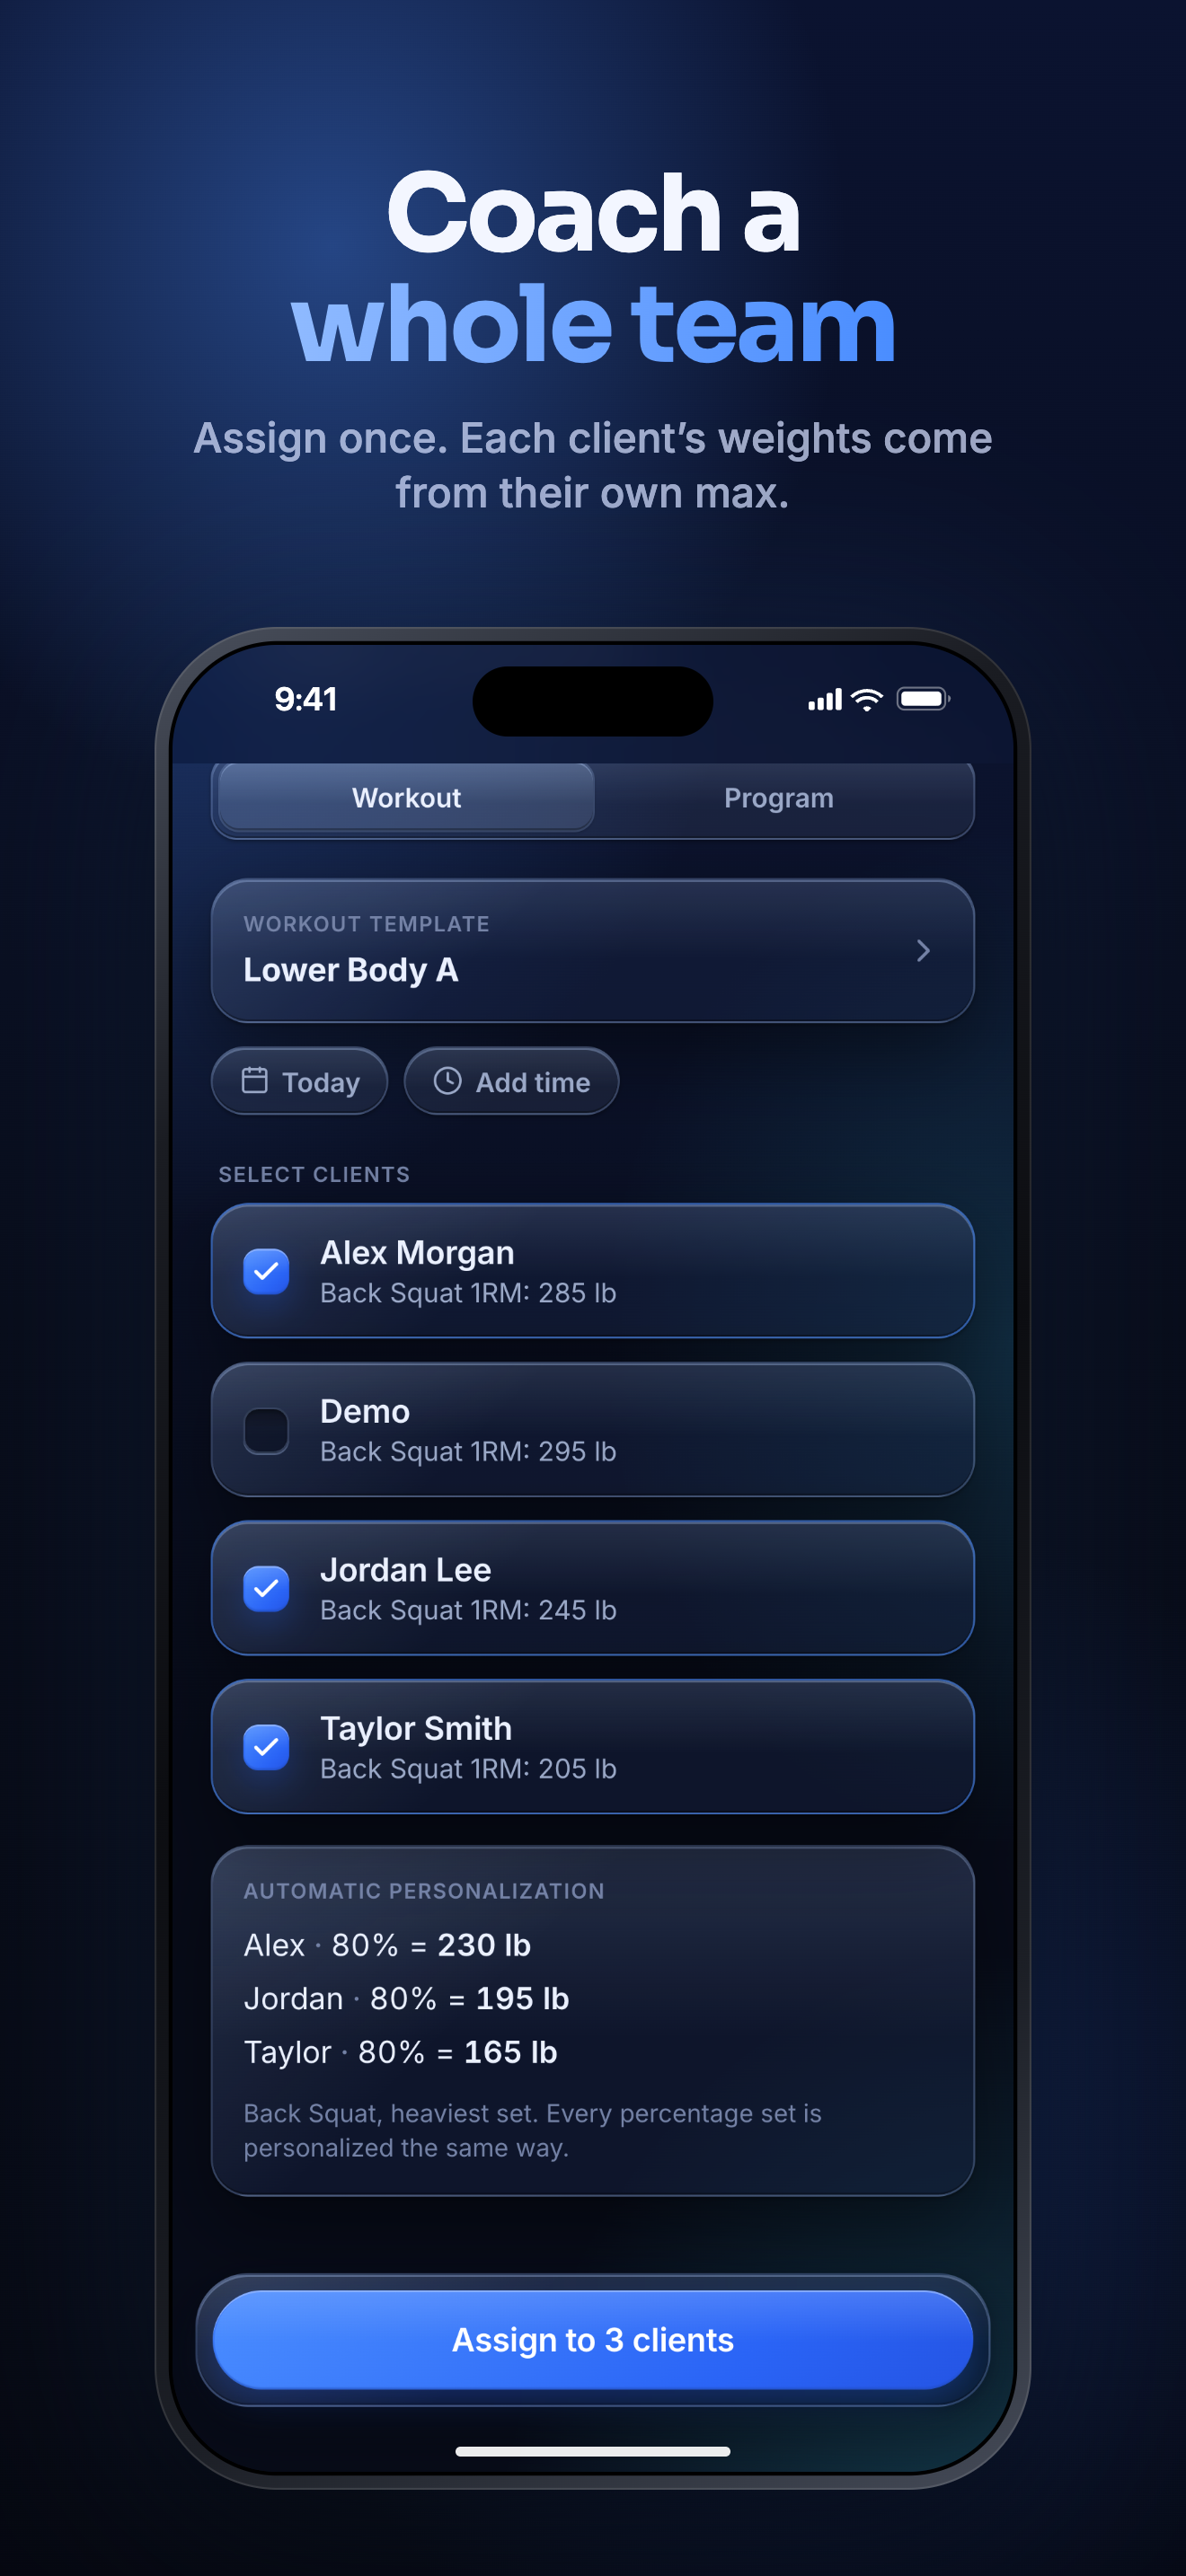 Coach a
whole team
Assign once. Each client’s weights come
from their own max.
9:41
Workout
Program
WORKOUT TEMPLATE
Lower Body A
Today
Add time
SELECT CLIENTS
Alex Morgan
Back Squat 1RM: 285 lb
Demo
Back Squat 1RM: 295 lb
Jordan Lee
Back Squat 1RM: 245 lb
Taylor Smith
Back Squat 1RM: 205 lb
AUTOMATIC PERSONALIZATION
Alex · 80% = 230 lb
Jordan · 80% = 195 lb
Taylor · 80% = 165 lb
Back Squat, heaviest set. Every percentage set is
personalized the same way.
Assign to 3 clients